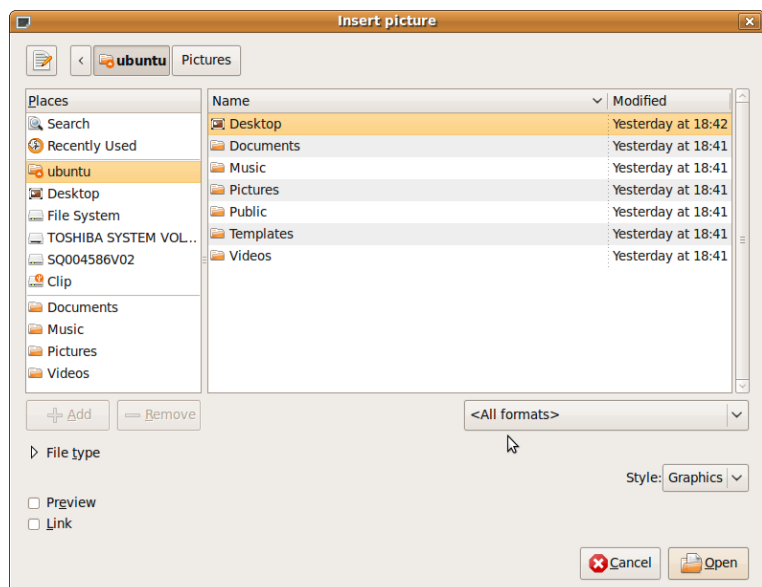 Insert picture
ubuntu Pictures
Places
Search
Recently Used
ubuntu
Desktop
File System
TOSHIBA SYSTEM VOL...
SQ004586V02
Clip
Documents
Music
Pictures
Videos
Name Modified
Desktop Yesterday at 18:42
Documents Yesterday at 18:41
Music Yesterday at 18:41
Pictures Yesterday at 18:41
Public Yesterday at 18:41
Templates Yesterday at 18:41
Videos Yesterday at 18:41
Add Remove
<All formats>
File type
Style: Graphics
Preview
Link
Cancel Open